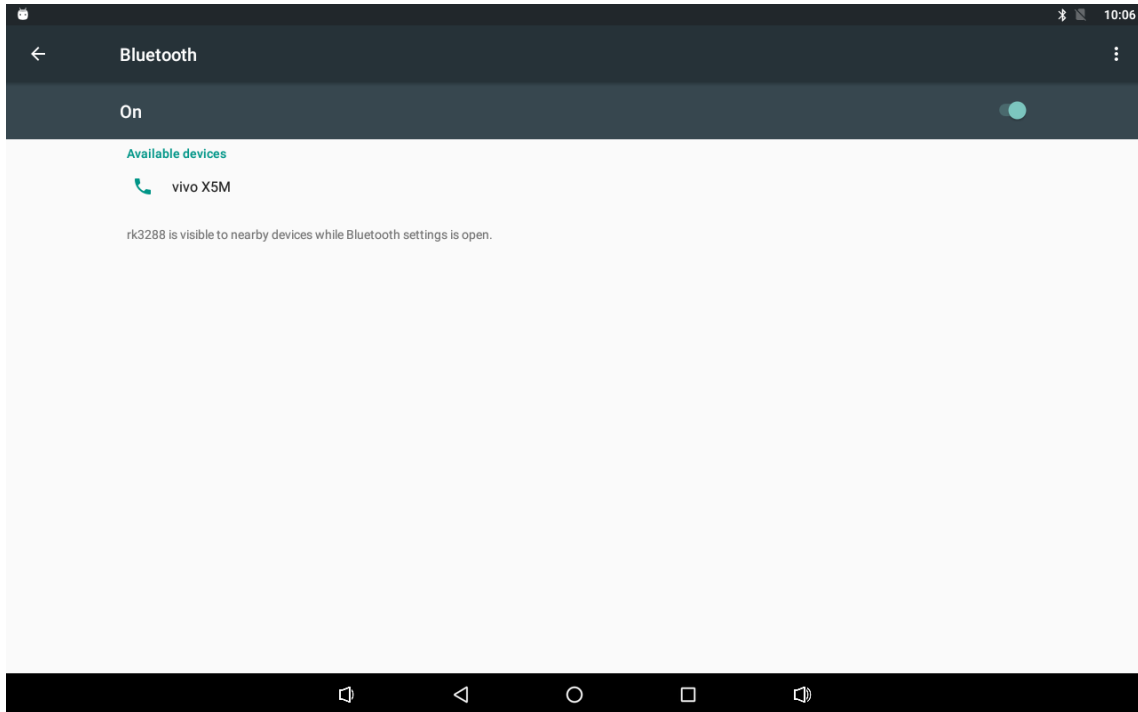 10:06
Bluetooth
On
Available devices
vivo X5M
rk3288 is visible to nearby devices while Bluetooth settings is open.